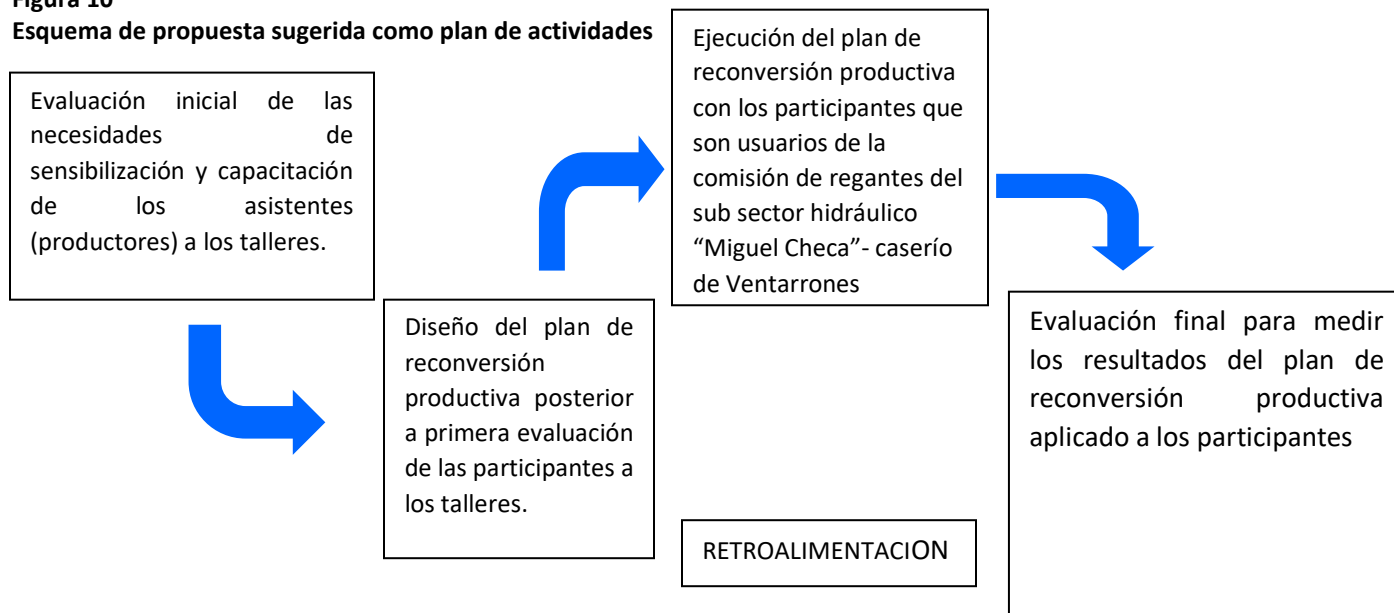 Figura 10
Esquema de propuesta sugerida como plan de actividades
Evaluación inicial de las
necesidades de
sensibilización y capacitación
de los asistentes
(productores) a los talleres.
Diseño del plan de
reconversión
productiva posterior
a primera evaluación
de las participantes a
los talleres.
Ejecución del plan de
reconversión productiva
con los participantes que
son usuarios de la
comisión de regantes del
sub sector hidráulico
“Miguel Checa”- caserío
de Ventarrones
Evaluación final para medir
los resultados del plan de
reconversión productiva
aplicado a los participantes
RETROALIMENTACION